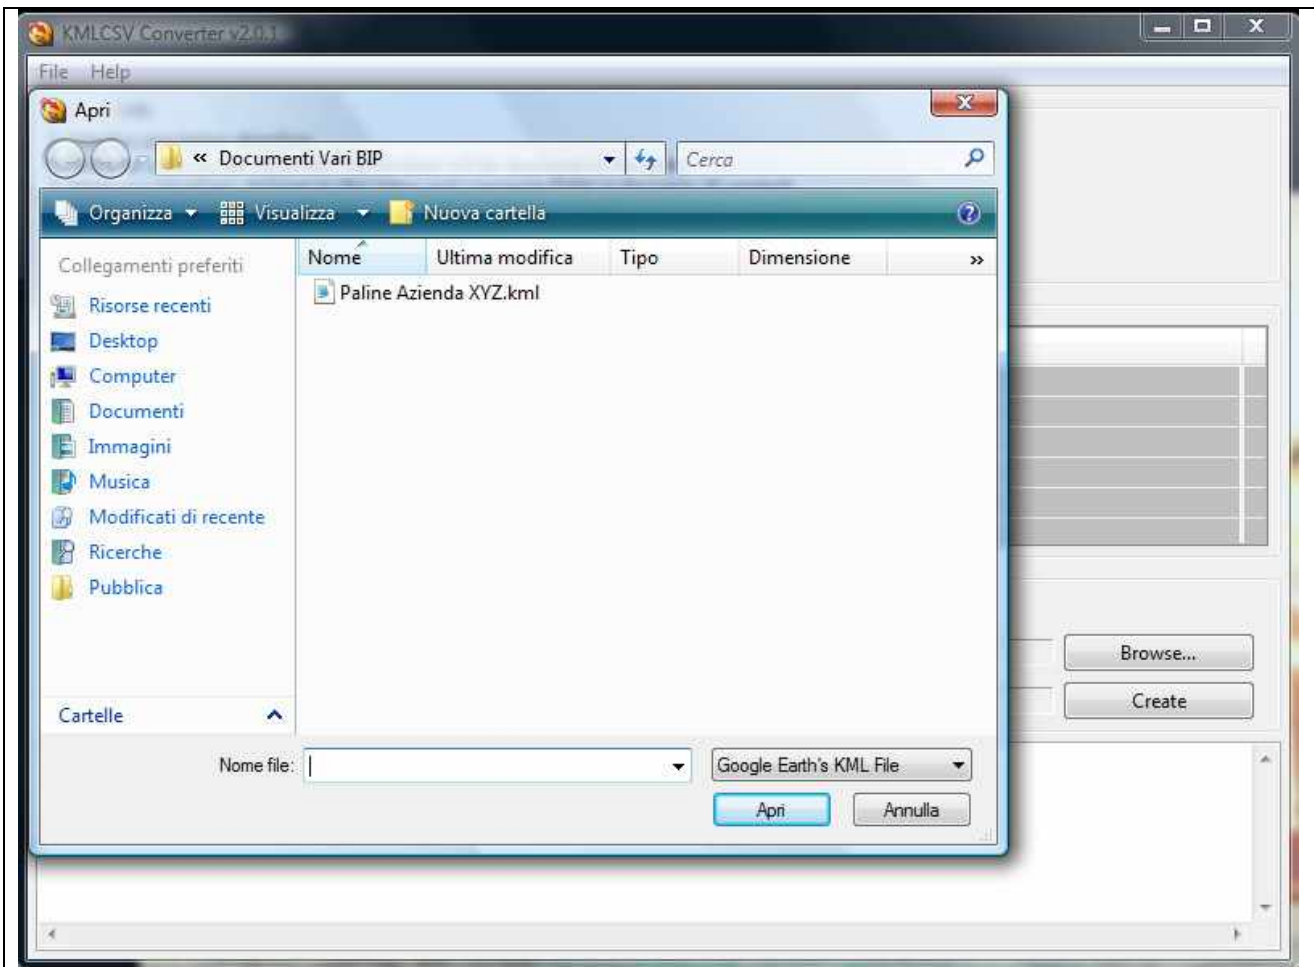 KMLCSV Converter v2.0.1
File Help
Apri
« Documenti Vari BIP
Cerca
Organizza Visualizza Nuova cartella
Collegamenti preferiti
Nome Ultima modifica Tipo Dimensione »
Paline Azienda XYZ.kml
Risorse recenti
Desktop
Computer
Documenti
Immagini
Musica
Modificati di recente
Ricerche
Pubblica
Browse...
Create
Cartelle
Nome file:
Google Earth's KML File
Apri Annulla